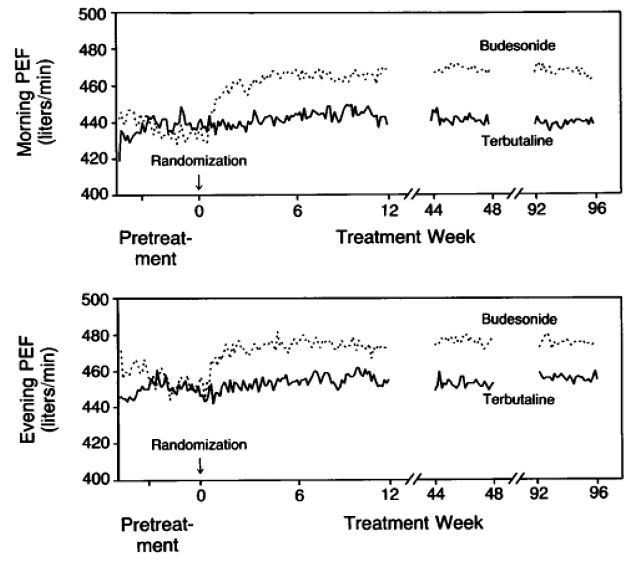 500
480
460
440
420
400
Morning PEF
(liters/min)
Budesonide
Terbutaline
Randomization
0
6
12
44
48
92
96
Pretreat-
ment
Treatment Week
500
480
460
440
420
400
Evening PEF
(liters/min)
Budesonide
Terbutaline
Randomization
0
6
12
44
48
92
96
Pretreat-
ment
Treatment Week